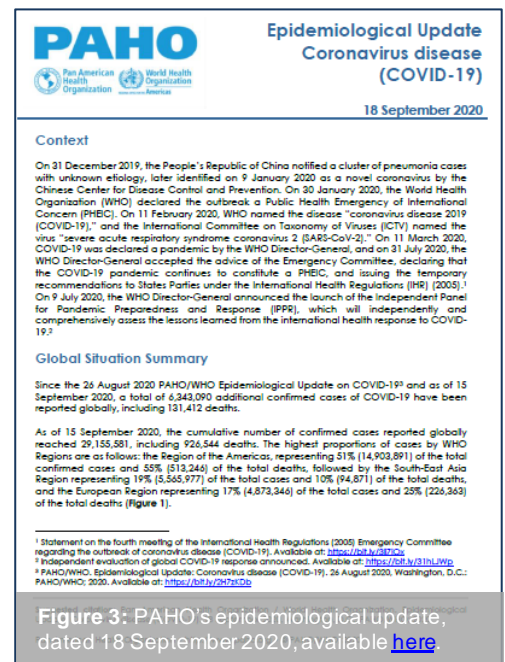 PAHO
Pan American
Health
Organization
World Health
Organization
Americas
Epidemiological Update
Coronavirus disease
(COVID-19)
18 September 2020
Context
On 31 December 2019, the People's Republic of China notified a cluster of pneumonia cases
with unknown etiology, later identified on 9 January 2020 as a novel coronavirus by the
Chinese Center for Disease Control and Prevention. On 30 January 2020, the World Health
Organization (WHO) declared the outbreak a Public Health Emergency of International
Concern (PHEIC). On 11 February 2020, WHO named the disease "coronavirus disease 2019
(COVID-19)," and the International Committee on Taxonomy of Viruses (ICTV) named the
virus "severe acute respiratory syndrome coronavirus 2 (SARS-CoV-2)." On 11 March 2020,
COVID-19 was declared a pandemic by the WHO Director-General, and on 31 July 2020, the
WHO Director-General accepted the advice of the Emergency Committee, declaring that
the COVID-19 pandemic continues to constitute a PHEIC, and issuing the temporary
recommendations to States Parties under the International Health Regulations (IHR) (2005).¹
On 9 July 2020, the WHO Director-General announced the launch of the Independent Panel
for Pandemic Preparedness and Response (IPPR), which will independently and
comprehensively assess the lessons learned from the international health response to COVID-
19.²
Global Situation Summary
Since the 26 August 2020 PAHO/WHO Epidemiological Update on COVID-19³ and as of 15
September 2020, a total of 6,343,090 additional confirmed cases of COVID-19 have been
reported globally, including 131,412 deaths.
As of 15 September 2020, the cumulative number of confirmed cases reported globally
reached 29,155,581, including 926,544 deaths. The highest proportions of cases by WHO
Regions are as follows: the Region of the Americas, representing 51% (14,903,891) of the total
confirmed cases and 55% (513,246) of the total deaths, followed by the South-East Asia
Region representing 19% (5,565,977) of the total cases and 10% (94,871) of the total deaths,
and the European Region representing 17% (4,873,346) of the total cases and 25% (226,363)
of the total deaths (Figure 1).
¹ Statement on the fourth meeting of the International Health Regulations (2005) Emergency Committee
regarding the outbreak of coronavirus disease (COVID-19). Available at:
² Independent evaluation of global COVID-19 response announced. Available at:
³ PAHO/WHO. Epidemiological Update: Coronavirus disease (COVID-19). 26 August 2020, Washington, D.C.:
PAHO/WHO; 2020. Available at:
Figure 3: PAHO's epidemiological update,
dated 18 September 2020, available here.